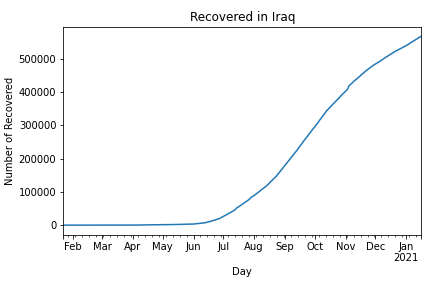 Recovered in Iraq
Number of Recovered
500000
400000
300000
200000
100000
0
Feb Mar Apr May Jun Jul Aug Sep Oct Nov Dec Jan
2021
Day